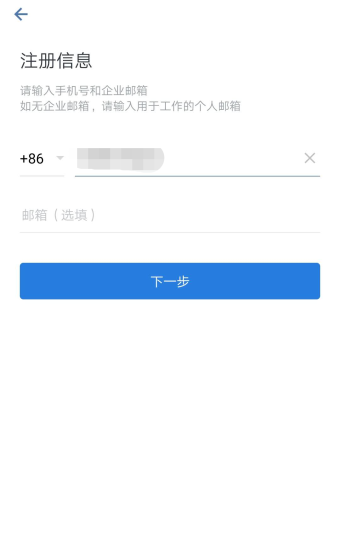 注册信息
请输入手机号和企业邮箱
如无企业邮箱，请输入用于工作的个人邮箱
+86
邮箱（选填）
下一步